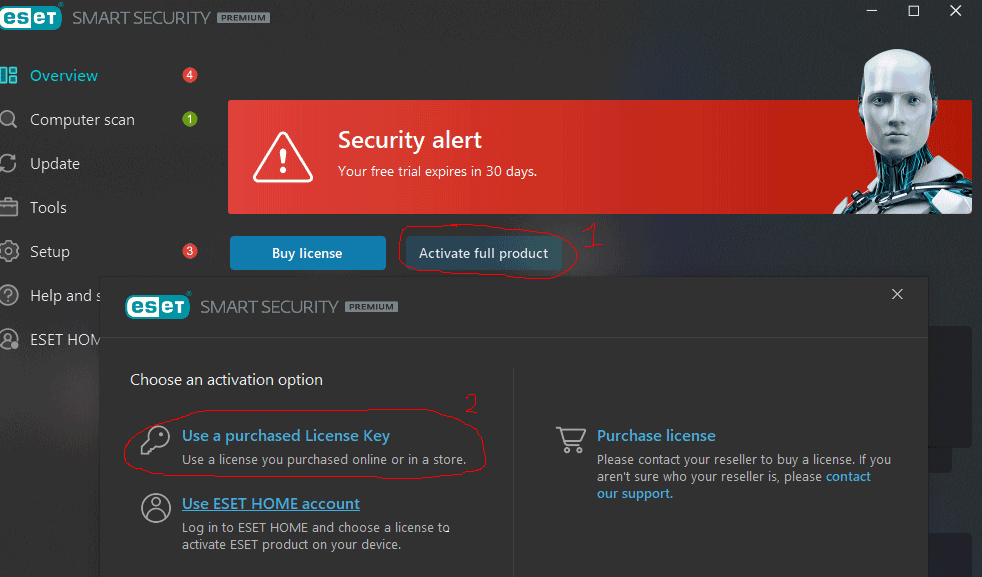 eseT SMART SECURITY PREMIUM
Overview 4
Computer scan 1
Update
Tools
Setup 3
Help and s
ESET HOM
Security alert
Your free trial expires in 30 days.
Buy license
Activate full product
1
eseT SMART SECURITY PREMIUM
Choose an activation option
2
Use a purchased License Key
Use a license you purchased online or in a store.
Use ESET HOME account
Log in to ESET HOME and choose a license to
activate ESET product on your device.
Purchase license
Please contact your reseller to buy a license. If you
aren't sure who your reseller is, please contact
our support.